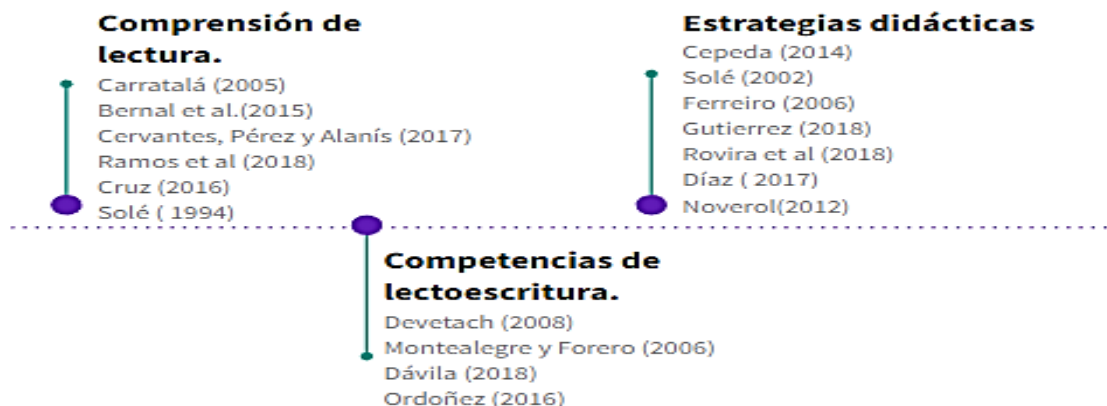 Comprensión de
lectura.
Carratalá (2005)
Bernal et al.(2015)
Cervantes, Pérez y Alanís (2017)
Ramos et al (2018)
Cruz (2016)
Solé ( 1994)
Competencias de
lectoescritura.
Devetach (2008)
Montealegre y Forero (2006)
Dávila (2018)
Ordoñez (2016)
Estrategias didácticas
Cepeda (2014)
Solé (2002)
Ferreiro (2006)
Gutierrez (2018)
Rovira et al (2018)
Díaz ( 2017)
Noverol(2012)